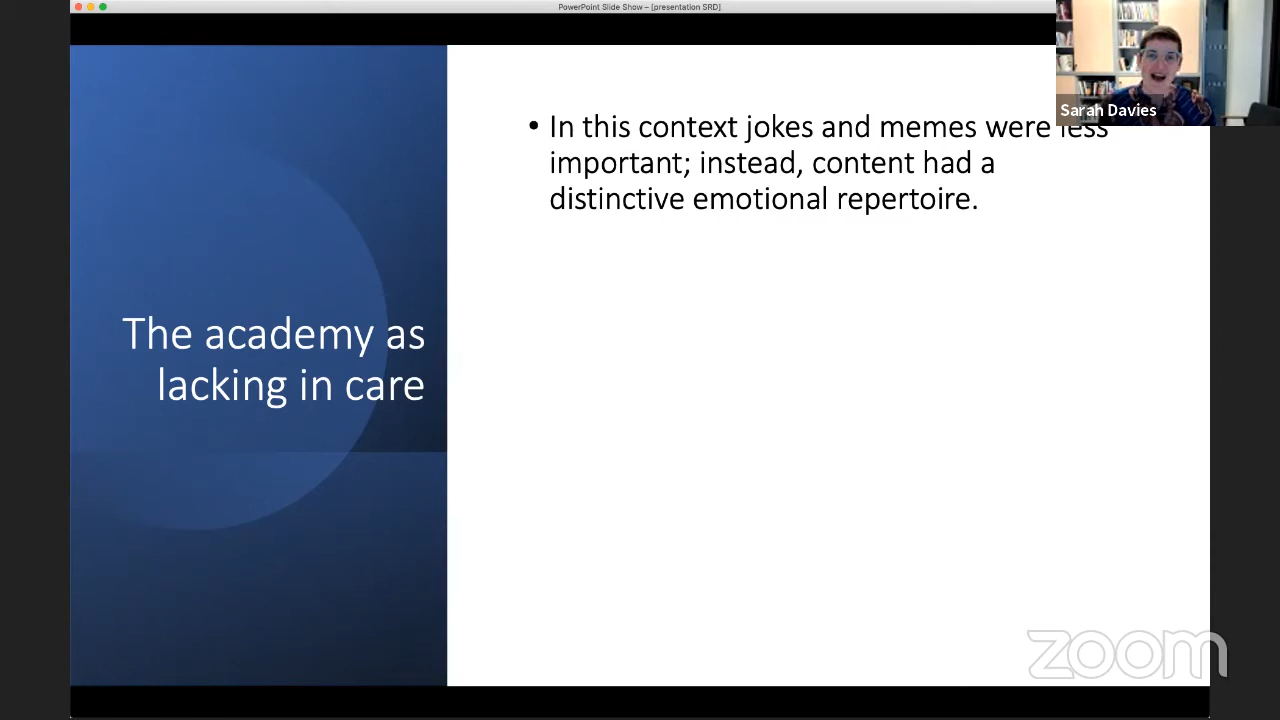 PowerPoint Slide Show – [presentation SRD]
Sarah Davies
• In this context jokes and memes were less
important; instead, content had a
distinctive emotional repertoire.
The academy as
lacking in care
zoom